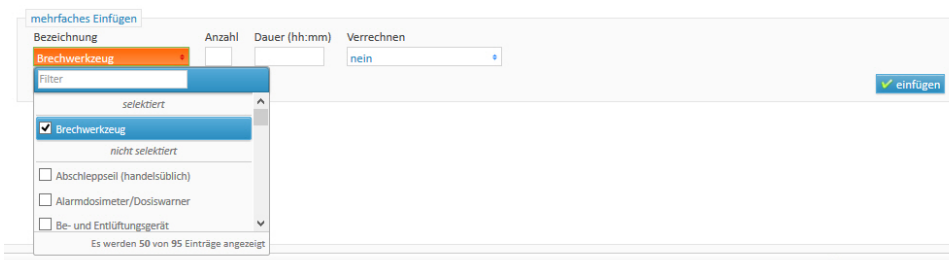 mehrfaches Einfügen
Bezeichnung Anzahl Dauer (hh:mm) Verrechnen
Brechwerkzeug nein
Filter
einfügen
selektiert
Brechwerkzeug
nicht selektiert
Abschleppseil (handelsüblich)
Alarmdosimeter/Dosiswarner
Be- und Entlüftungsgerät
Es werden 50 von 95 Einträge angezeigt